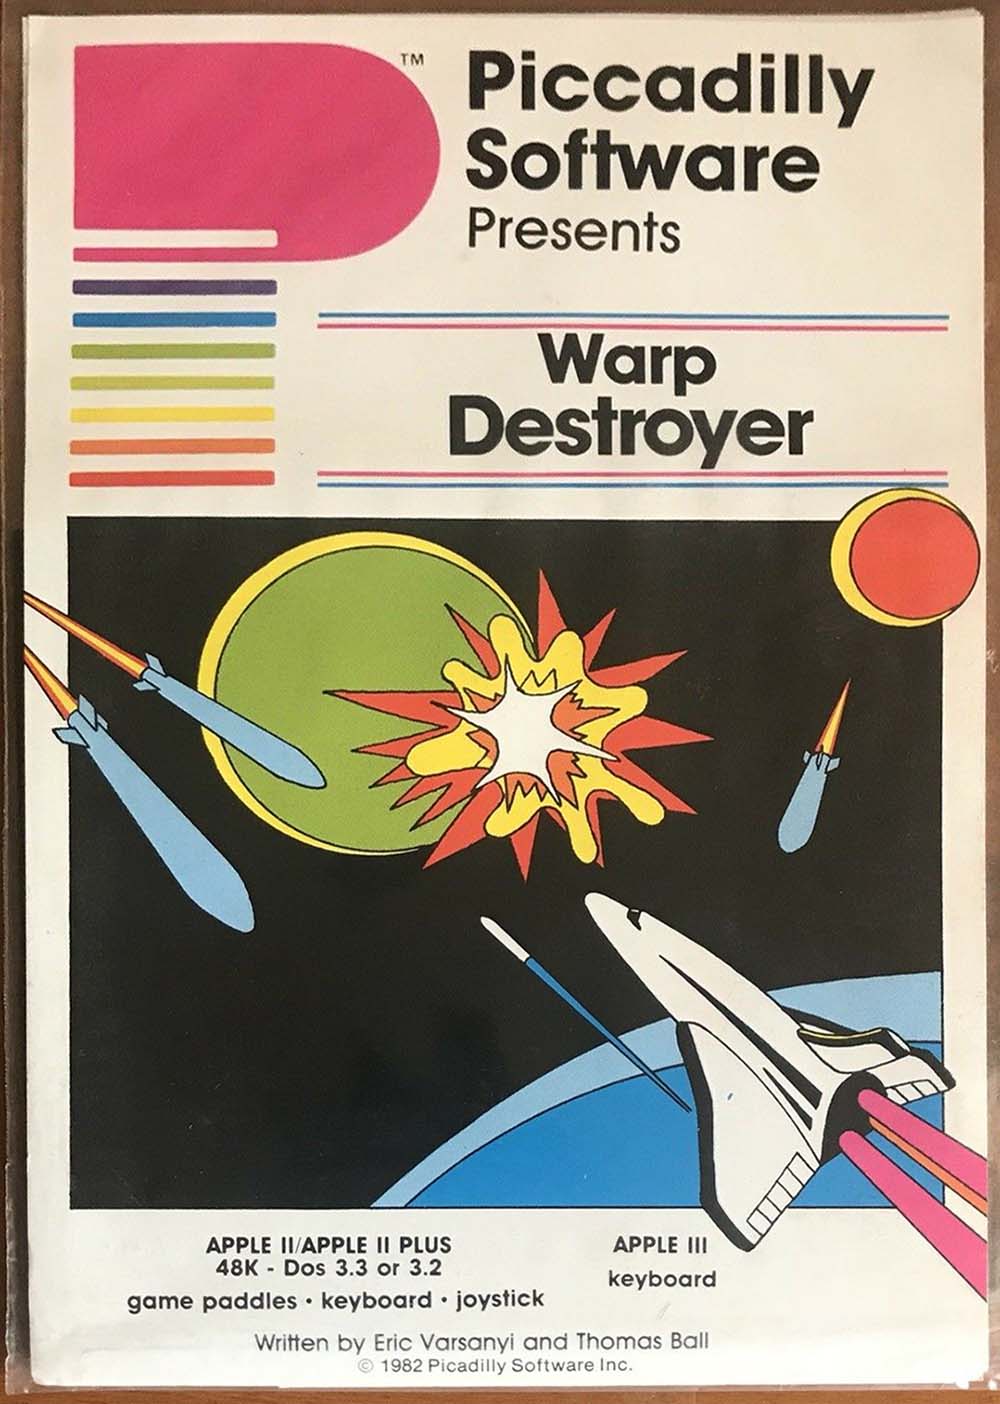 TM
Piccadilly
Software
Presents
Warp
Destroyer
APPLE II/APPLE II PLUS
48K - Dos 3.3 or 3.2
game paddles • keyboard • joystick
APPLE III
keyboard
Written by Eric Varsanyi and Thomas Ball
© 1982 Picadilly Software Inc.